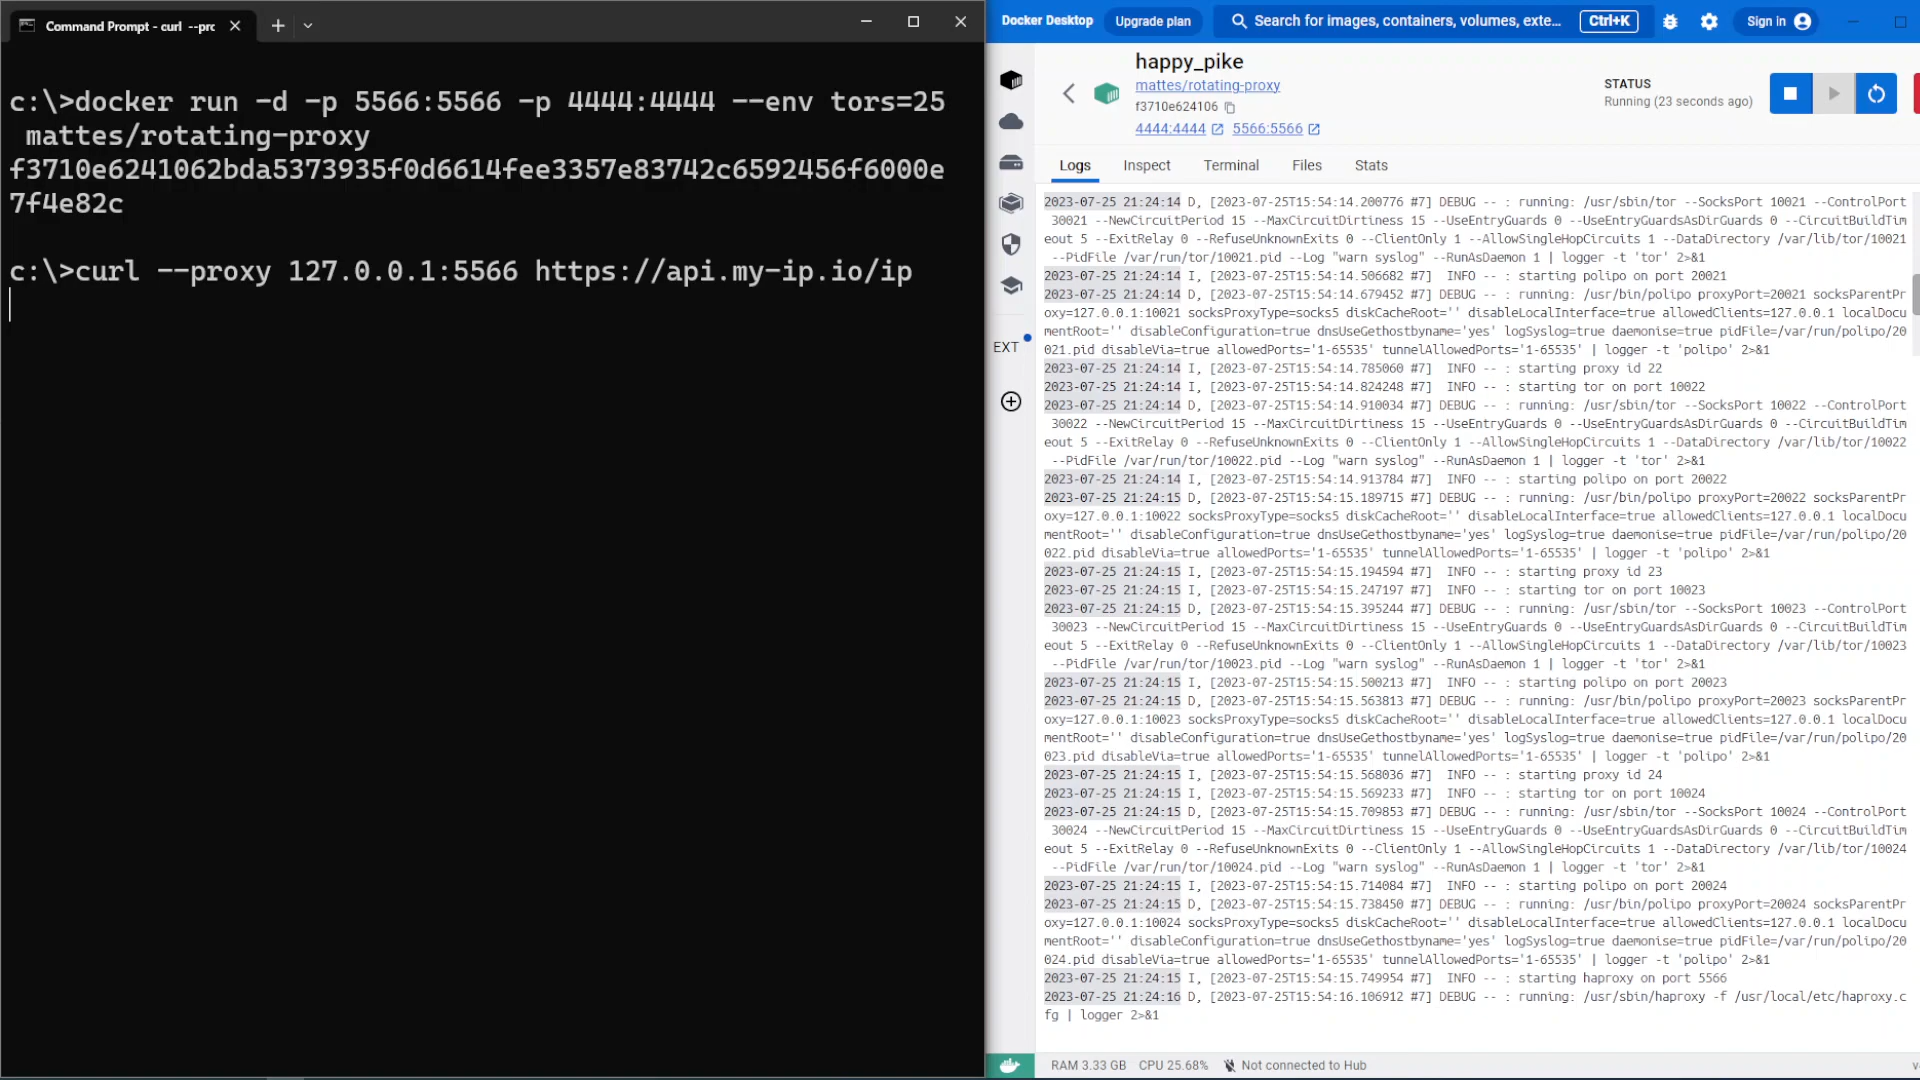 Command Prompt - curl --prc
c:\>docker run -d -p 5566:5566 -p 4444:4444 --env tors=25
 mattes/rotating-proxy
f3710e6241062bda5373935f0d6614fee3357e83742c6592456f6000e
7f4e82c
c:\>curl --proxy 127.0.0.1:5566 https://api.my-ip.io/ip
Docker Desktop
Upgrade plan
Search for images, containers, volumes, exte...
Ctrl+K
Sign in
happy_pike
mattes/rotating-proxy
f3710e624106
4444:4444 5566:5566
STATUS
Running (23 seconds ago)
Logs Inspect Terminal Files Stats
EXT
2023-07-25 21:24:14 D, [2023-07-25T15:54:14.200776 #7] DEBUG -- : running: /usr/sbin/tor --SocksPort 10021 --ControlPort
30021 --NewCircuitPeriod 15 --MaxCircuitDirtiness 15 --UseEntryGuards 0 --UseEntryGuardsAsDirGuards 0 --CircuitBuildTim
eout 5 --ExitRelay 0 --RefuseUnknownExits 0 --ClientOnly 1 --AllowSingleHopCircuits 1 --DataDirectory /var/lib/tor/10021
--PidFile /var/run/tor/10021.pid --Log "warn syslog" --RunAsDaemon 1 | logger -t 'tor' 2>&1
2023-07-25 21:24:14 I, [2023-07-25T15:54:14.506682 #7] INFO -- : starting polipo on port 20021
2023-07-25 21:24:14 D, [2023-07-25T15:54:14.679452 #7] DEBUG -- : running: /usr/bin/polipo proxyPort=20021 socksParentPr
oxy=127.0.0.1:10021 socksProxyType=socks5 diskCacheRoot='' disableLocalInterface=true allowedClients=127.0.0.1 localDocu
mentRoot='' disableConfiguration=true dnsUseGethostbyname='yes' logSyslog=true daemonise=true pidFile=/var/run/polipo/20
021.pid disableVia=true allowedPorts='1-65535' tunnelAllowedPorts='1-65535' | logger -t 'polipo' 2>&1
2023-07-25 21:24:14 I, [2023-07-25T15:54:14.785060 #7] INFO -- : starting proxy id 22
2023-07-25 21:24:14 I, [2023-07-25T15:54:14.824248 #7] INFO -- : starting tor on port 10022
2023-07-25 21:24:14 D, [2023-07-25T15:54:14.910034 #7] DEBUG -- : running: /usr/sbin/tor --SocksPort 10022 --ControlPort
30022 --NewCircuitPeriod 15 --MaxCircuitDirtiness 15 --UseEntryGuards 0 --UseEntryGuardsAsDirGuards 0 --CircuitBuildTim
eout 5 --ExitRelay 0 --RefuseUnknownExits 0 --ClientOnly 1 --AllowSingleHopCircuits 1 --DataDirectory /var/lib/tor/10022
--PidFile /var/run/tor/10022.pid --Log "warn syslog" --RunAsDaemon 1 | logger -t 'tor' 2>&1
2023-07-25 21:24:14 I, [2023-07-25T15:54:14.913784 #7] INFO -- : starting polipo on port 20022
2023-07-25 21:24:15 D, [2023-07-25T15:54:15.189715 #7] DEBUG -- : running: /usr/bin/polipo proxyPort=20022 socksParentPr
oxy=127.0.0.1:10022 socksProxyType=socks5 diskCacheRoot='' disableLocalInterface=true allowedClients=127.0.0.1 localDocu
mentRoot='' disableConfiguration=true dnsUseGethostbyname='yes' logSyslog=true daemonise=true pidFile=/var/run/polipo/20
022.pid disableVia=true allowedPorts='1-65535' tunnelAllowedPorts='1-65535' | logger -t 'polipo' 2>&1
2023-07-25 21:24:15 I, [2023-07-25T15:54:15.194594 #7] INFO -- : starting proxy id 23
2023-07-25 21:24:15 I, [2023-07-25T15:54:15.247197 #7] INFO -- : starting tor on port 10023
2023-07-25 21:24:15 D, [2023-07-25T15:54:15.395244 #7] DEBUG -- : running: /usr/sbin/tor --SocksPort 10023 --ControlPort
30023 --NewCircuitPeriod 15 --MaxCircuitDirtiness 15 --UseEntryGuards 0 --UseEntryGuardsAsDirGuards 0 --CircuitBuildTim
eout 5 --ExitRelay 0 --RefuseUnknownExits 0 --ClientOnly 1 --AllowSingleHopCircuits 1 --DataDirectory /var/lib/tor/10023
--PidFile /var/run/tor/10023.pid --Log "warn syslog" --RunAsDaemon 1 | logger -t 'tor' 2>&1
2023-07-25 21:24:15 I, [2023-07-25T15:54:15.500213 #7] INFO -- : starting polipo on port 20023
2023-07-25 21:24:15 D, [2023-07-25T15:54:15.563813 #7] DEBUG -- : running: /usr/bin/polipo proxyPort=20023 socksParentPr
oxy=127.0.0.1:10023 socksProxyType=socks5 diskCacheRoot='' disableLocalInterface=true allowedClients=127.0.0.1 localDocu
mentRoot='' disableConfiguration=true dnsUseGethostbyname='yes' logSyslog=true daemonise=true pidFile=/var/run/polipo/20
023.pid disableVia=true allowedPorts='1-65535' tunnelAllowedPorts='1-65535' | logger -t 'polipo' 2>&1
2023-07-25 21:24:15 I, [2023-07-25T15:54:15.568036 #7] INFO -- : starting proxy id 24
2023-07-25 21:24:15 I, [2023-07-25T15:54:15.569233 #7] INFO -- : starting tor on port 10024
2023-07-25 21:24:15 D, [2023-07-25T15:54:15.709853 #7] DEBUG -- : running: /usr/sbin/tor --SocksPort 10024 --ControlPort
30024 --NewCircuitPeriod 15 --MaxCircuitDirtiness 15 --UseEntryGuards 0 --UseEntryGuardsAsDirGuards 0 --CircuitBuildTim
eout 5 --ExitRelay 0 --RefuseUnknownExits 0 --ClientOnly 1 --AllowSingleHopCircuits 1 --DataDirectory /var/lib/tor/10024
--PidFile /var/run/tor/10024.pid --Log "warn syslog" --RunAsDaemon 1 | logger -t 'tor' 2>&1
2023-07-25 21:24:15 I, [2023-07-25T15:54:15.714084 #7] INFO -- : starting polipo on port 20024
2023-07-25 21:24:15 D, [2023-07-25T15:54:15.738450 #7] DEBUG -- : running: /usr/bin/polipo proxyPort=20024 socksParentPr
oxy=127.0.0.1:10024 socksProxyType=socks5 diskCacheRoot='' disableLocalInterface=true allowedClients=127.0.0.1 localDocu
mentRoot='' disableConfiguration=true dnsUseGethostbyname='yes' logSyslog=true daemonise=true pidFile=/var/run/polipo/20
024.pid disableVia=true allowedPorts='1-65535' tunnelAllowedPorts='1-65535' | logger -t 'polipo' 2>&1
2023-07-25 21:24:15 I, [2023-07-25T15:54:15.749954 #7] INFO -- : starting haproxy on port 5566
2023-07-25 21:24:16 D, [2023-07-25T15:54:16.106912 #7] DEBUG -- : running: /usr/sbin/haproxy -f /usr/local/etc/haproxy.c
fg | logger 2>&1
RAM 3.33 GB CPU 25.68% Not connected to Hub
v